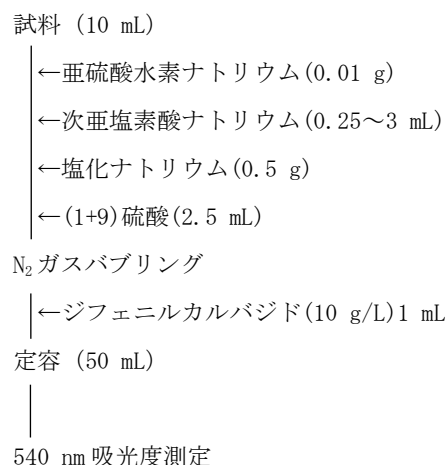 試料 (10 mL)
←亜硫酸水素ナトリウム(0.01 g)
←次亜塩素酸ナトリウム(0.25～3 mL)
←塩化ナトリウム(0.5 g)
←(1+9)硫酸(2.5 mL)
N₂ガスバブリング
←ジフェニルカルバジド(10 g/L)1 mL
定容 (50 mL)
540 nm 吸光度測定